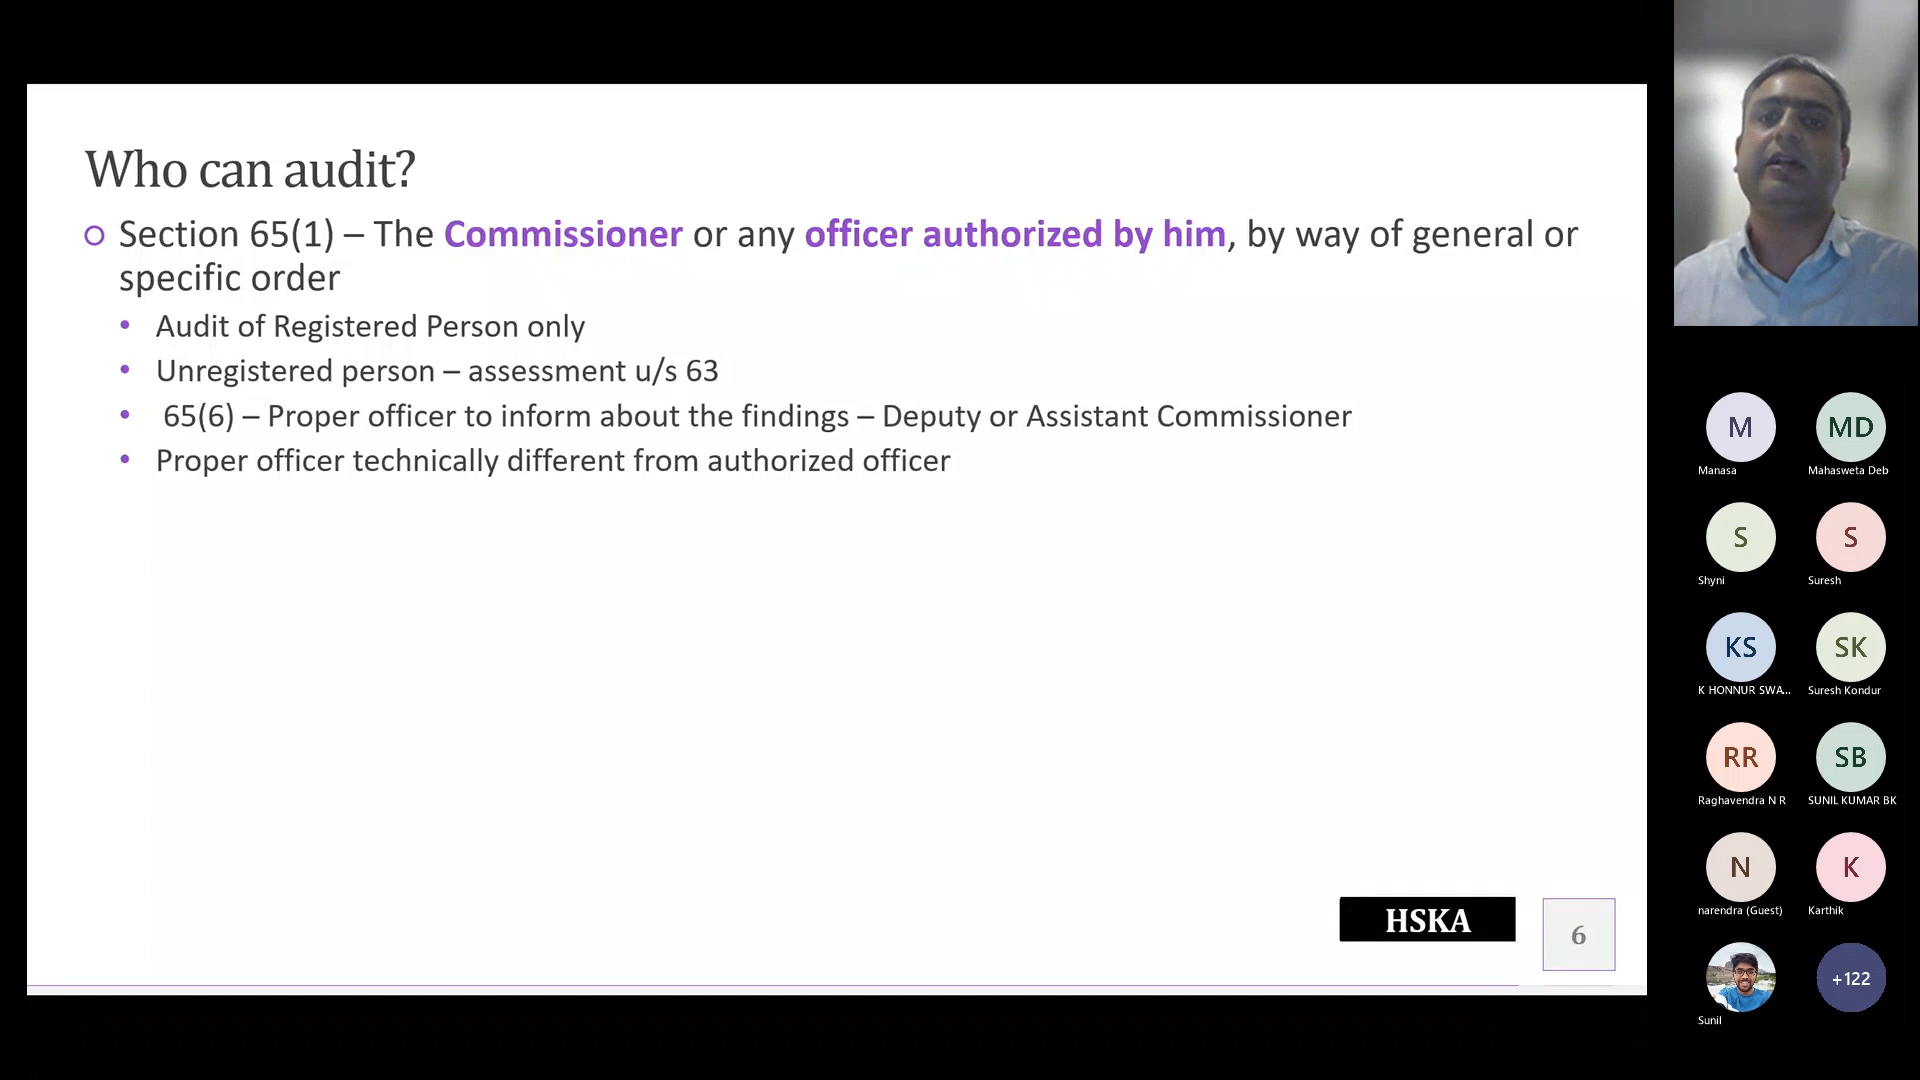 Who can audit?
Section 65(1) – The Commissioner or any officer authorized by him, by way of general or
specific order
• Audit of Registered Person only
• Unregistered person – assessment u/s 63
• 65(6) – Proper officer to inform about the findings – Deputy or Assistant Commissioner
• Proper officer technically different from authorized officer
HSKA
6
M
MD
Manasa
Mahasweta Deb
S
S
Shyni
Suresh
KS
SK
K HONNUR SWA...
Suresh Kondur
RR
SB
Raghavendra N R
SUNIL KUMAR BK
N
K
narendra (Guest)
Karthik
+122
Sunil